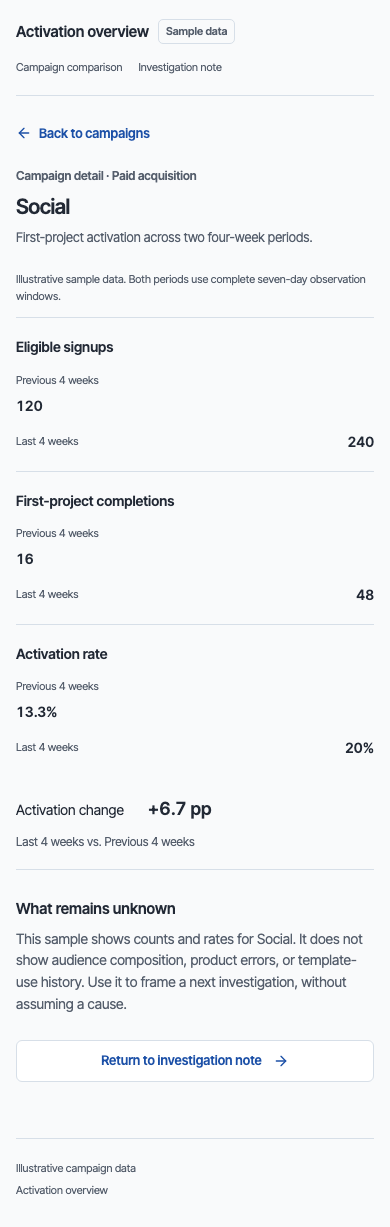 Activation overview
Sample data
Campaign comparison
Investigation note
Back to campaigns
Campaign detail · Paid acquisition
Social
First-project activation across two four-week periods.
Illustrative sample data. Both periods use complete seven-day observation
windows.
Eligible signups
Previous 4 weeks
120
Last 4 weeks
240
First-project completions
Previous 4 weeks
16
Last 4 weeks
48
Activation rate
Previous 4 weeks
13.3%
Last 4 weeks
20%
Activation change
+6.7 pp
Last 4 weeks vs. Previous 4 weeks
What remains unknown
This sample shows counts and rates for Social. It does not
show audience composition, product errors, or template-
use history. Use it to frame a next investigation, without
assuming a cause.
Return to investigation note
Illustrative campaign data
Activation overview